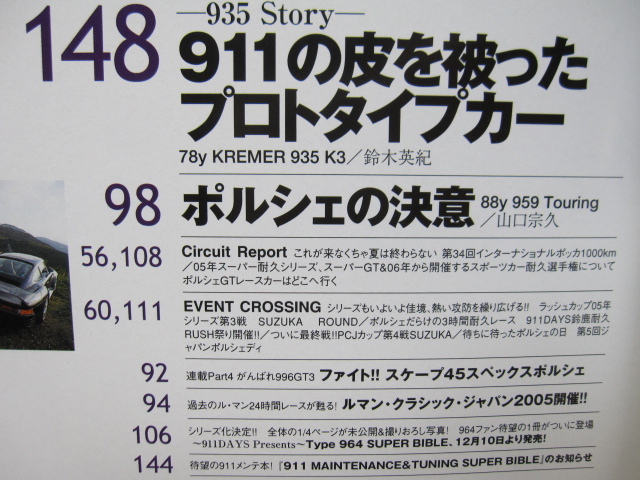 148
—935 Story—
911の皮を被った
プロトタイプカー
78y KREMER 935 K3／鈴木英紀
98
ポルシェの決意 88y 959 Touring
／山口宗久
56,108
Circuit Report これが来なくちゃ夏は終わらない 第34回インターナショナルポッカ1000km
／05年スーパー耐久シリーズ、スーパーGT&06年から開催するスポーツカー耐久選手権について
ポルシェGTレースカーはどこへ行く
60,111
EVENT CROSSING シリーズもいよいよ佳境、熱い攻防を繰り広げる!! ラッシュカップ05年
シリーズ第3戦 SUZUKA ROUND／ポルシェだらけの3時間耐久レース 911DAYS鈴鹿耐久
RUSH祭り開催!!／ついに最終戦!!PCJカップ第4戦SUZUKA／待ちに待ったポルシェの日 第5回ジ
ャパンポルシェディ
92 連載Part4 がんばれ996GT3 ファイト!! スケープ45スペックスポルシェ
94 過去のル・マン24時間レースが甦る! ルマン・クラシック・ジャパン2005開催!!
106 シリーズ化決定!! 全体の1/4ページが未公開&撮りおろし写真! 964ファン待望の1冊がついに登場
〜911DAYS Presents〜Type 964 SUPER BIBLE、12月10日より発売!
144 待望の911メンテ本!『911 MAINTENANCE&TUNING SUPER BIBLE』のお知らせ